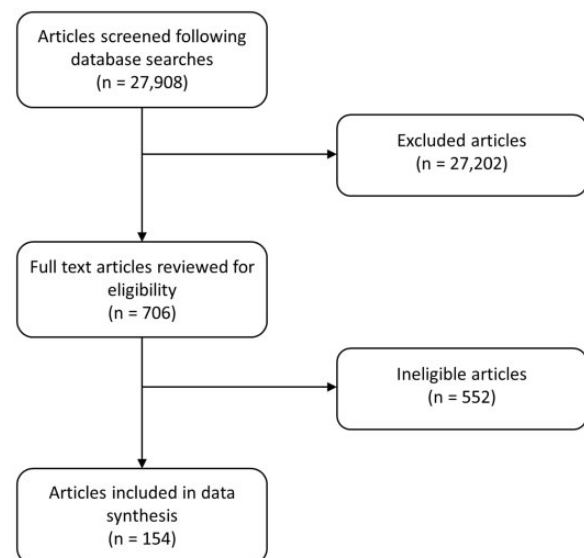 Articles screened following
database searches
(n = 27,908)
Excluded articles
(n = 27,202)
Full text articles reviewed for
eligibility
(n = 706)
Ineligible articles
(n = 552)
Articles included in data
synthesis
(n = 154)